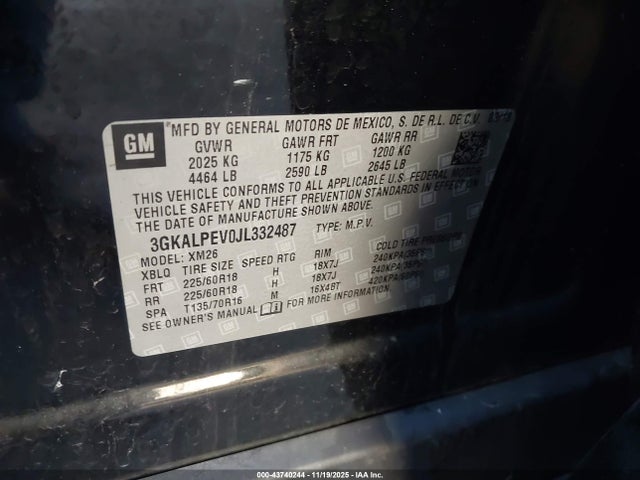 GM
*MFD BY GENERAL MOTORS DE MEXICO, S. DE R.L. DE C.V.
GVWR GAWR FRT GAWR RR
2025 KG 1175 KG 1200 KG
4464 LB 2590 LB 2645 LB
THIS VEHICLE CONFORMS TO ALL APPLICABLE U.S. FEDERAL MOTOR
VEHICLE SAFETY AND THEFT PREVENTION STANDARDS IN EFFECT
ON THE DATE OF MANUFACTURE SHOWN ABOVE.
3GKALPEV0JL332487 TYPE: M.P.V.
MODEL: XM26
XBLO TIRE SIZE SPEED RTG RIM COLD TIRE PRESSURE
FRT 225/60R18 H 18X7J 240KPA(35PSI)
RR 225/60R18 H 18X7J 240KPA(35PSI)
SPA T135/70R16 M 16X4BT 420KPA(60PSI)
SEE OWNER'S MANUAL FOR MORE INFORMATION.
000-43740244 | 11/19/2025 | IAA Inc.